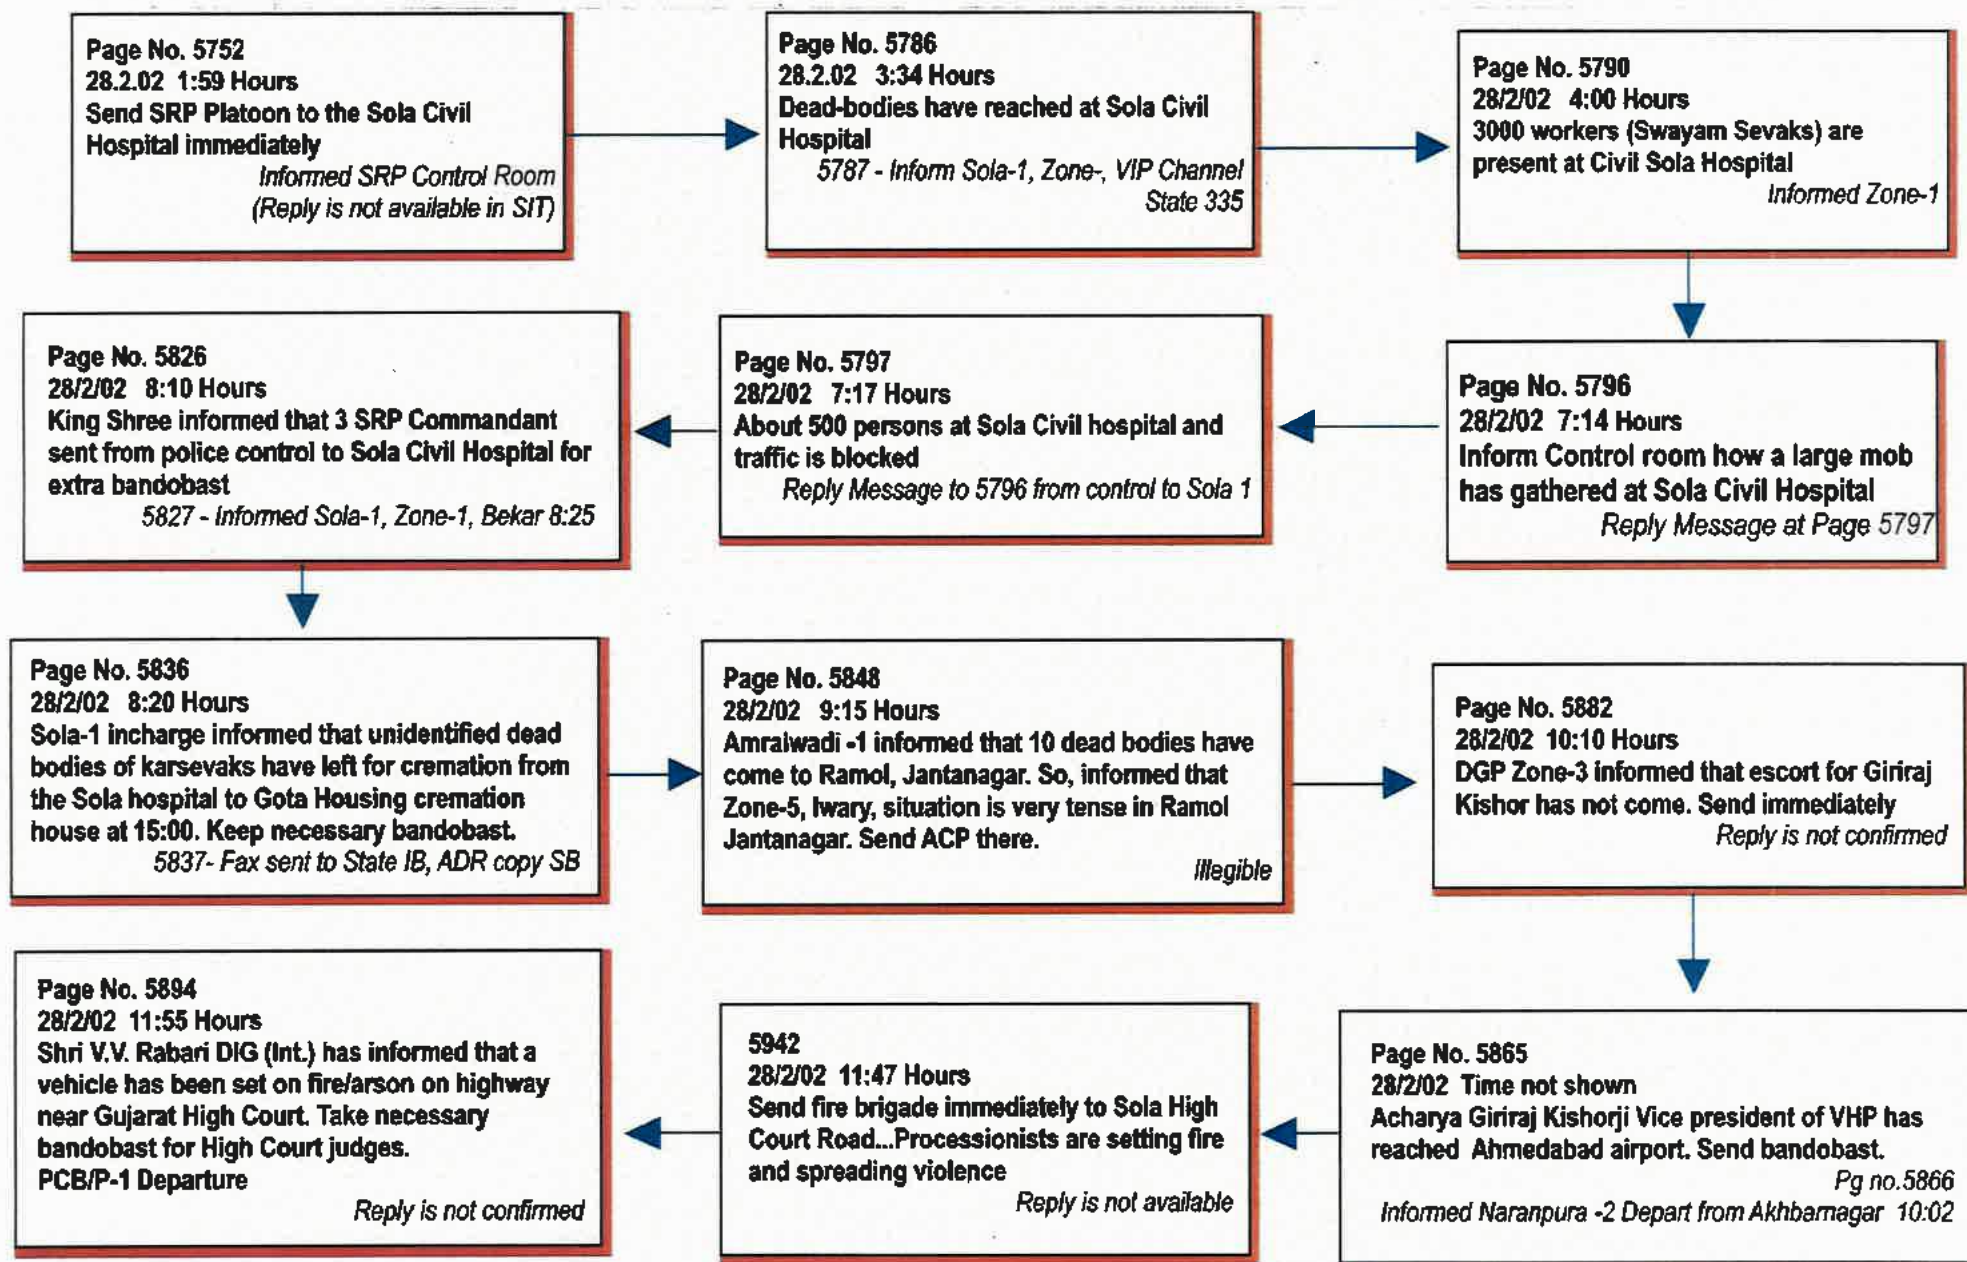 Page No. 5752
28.2.02 1:59 Hours
Send SRP Platoon to the Sola Civil
Hospital immediately
Informed SRP Control Room
(Reply is not available in SIT)
Page No. 5786
28.2.02 3:34 Hours
Dead-bodies have reached at Sola Civil
Hospital
5787 - Inform Sola-1, Zone-, VIP Channel
State 335
Page No. 5790
28/2/02 4:00 Hours
3000 workers (Swayam Sevaks) are
present at Civil Sola Hospital
Informed Zone-1
Page No. 5796
28/2/02 7:14 Hours
Inform Control room how a large mob
has gathered at Sola Civil Hospital
Reply Message at Page 5797
Page No. 5797
28/2/02 7:17 Hours
About 500 persons at Sola Civil hospital and
traffic is blocked
Reply Message to 5796 from control to Sola 1
Page No. 5826
28/2/02 8:10 Hours
King Shree informed that 3 SRP Commandant
sent from police control to Sola Civil Hospital for
extra bandobast
5827 - Informed Sola-1, Zone-1, Bekar 8:25
Page No. 5836
28/2/02 8:20 Hours
Sola-1 incharge informed that unidentified dead
bodies of karsevaks have left for cremation from
the Sola hospital to Gota Housing cremation
house at 15:00. Keep necessary bandobast.
5837- Fax sent to State IB, ADR copy SB
Page No. 5848
28/2/02 9:15 Hours
Amraiwadi -1 informed that 10 dead bodies have
come to Ramol, Jantanagar. So, informed that
Zone-5, Iwary, situation is very tense in Ramol
Jantanagar. Send ACP there.
Illegible
Page No. 5882
28/2/02 10:10 Hours
DGP Zone-3 informed that escort for Giriraj
Kishor has not come. Send immediately
Reply is not confirmed
Page No. 5865
28/2/02 Time not shown
Acharya Giriraj Kishorji Vice president of VHP has
reached Ahmedabad airport. Send bandobast.
Pg no.5866
Informed Naranpura -2 Depart from Akhbarnagar 10:02
5942
28/2/02 11:47 Hours
Send fire brigade immediately to Sola High
Court Road...Processionists are setting fire
and spreading violence
Reply is not available
Page No. 5894
28/2/02 11:55 Hours
Shri V.V. Rabari DIG (Int.) has informed that a
vehicle has been set on fire/arson on highway
near Gujarat High Court. Take necessary
bandobast for High Court judges.
PCB/P-1 Departure
Reply is not confirmed